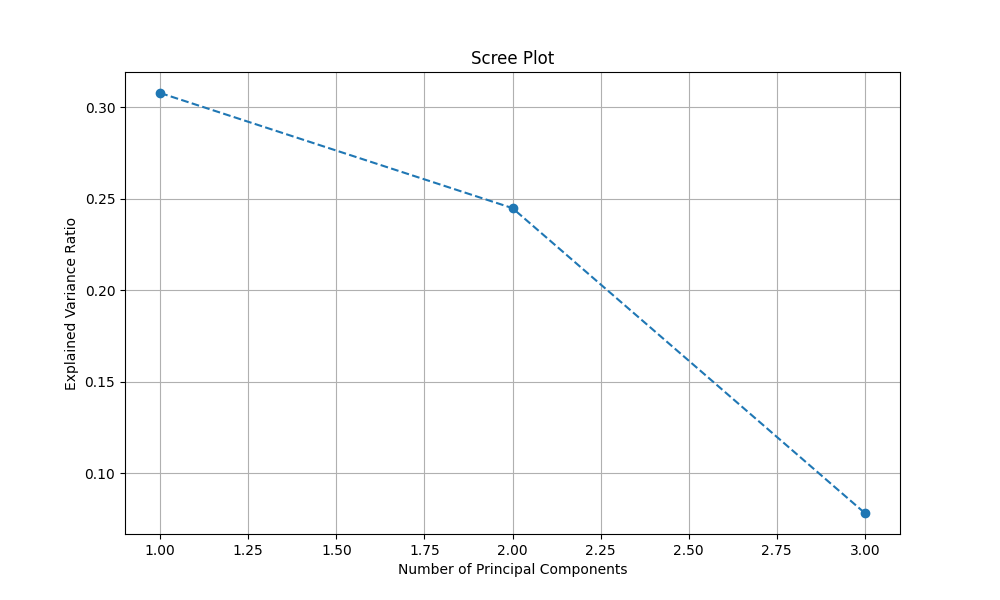 Scree Plot
Explained Variance Ratio
0.30
0.25
0.20
0.15
0.10
1.00 1.25 1.50 1.75 2.00 2.25 2.50 2.75 3.00
Number of Principal Components